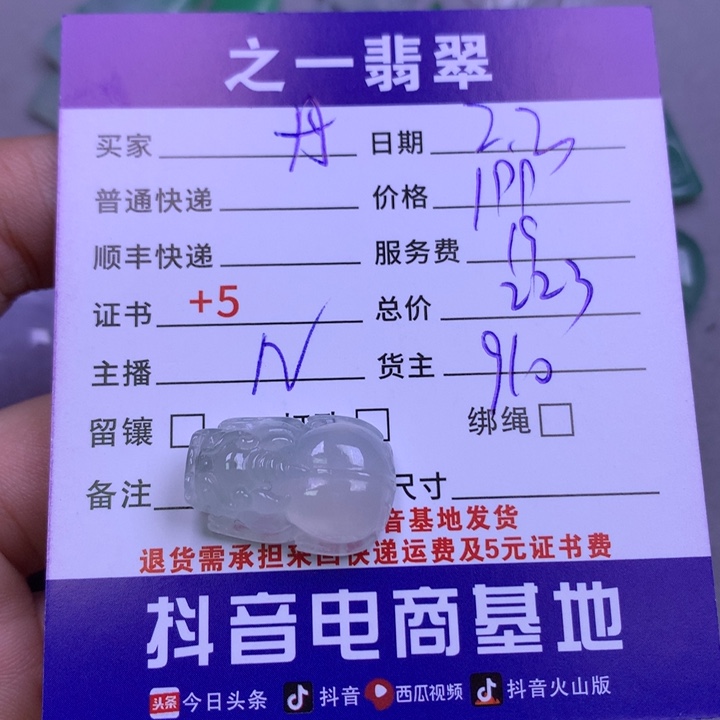 之一翡翠
买家 丹 日期 2.2
普通快递 价格
顺丰快递 服务费 19
证书 +5 总价 223
主播 N 货主 910
留镶 绑绳
备注 尺寸
音基地发货
退货需承担来回快递运费及5元证书费
抖音电商基地
头条 今日头条 抖音 西瓜视频 抖音火山版